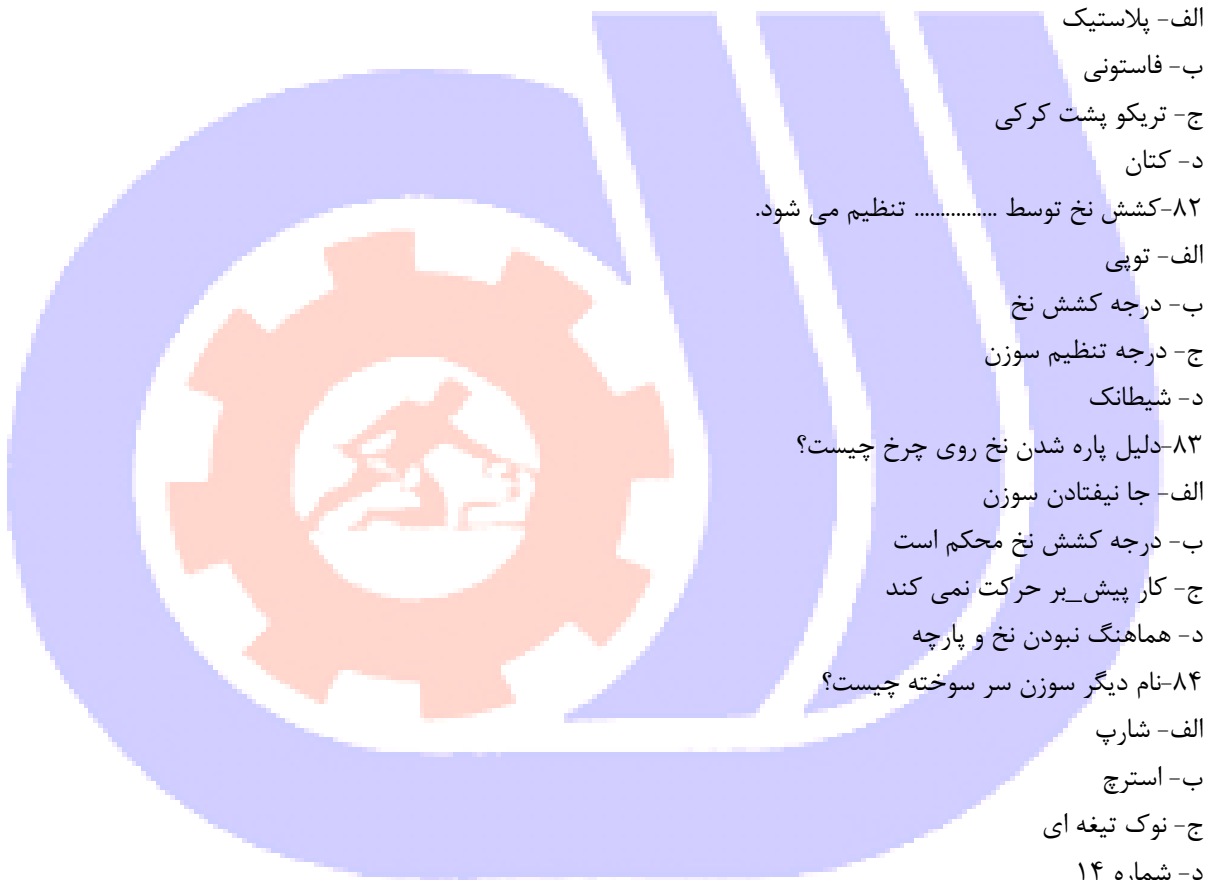 الف- پلاستیک
ب- فاستونی
ج- تریکو پشت کرکی
د- کتان
۸۲-کشش نخ توسط ................ تنظیم می شود.
الف- توپی
ب- درجه کشش نخ
ج- درجه تنظیم سوزن
د- شیطانک
۸۳-دلیل پاره شدن نخ روی چرخ چیست؟
الف- جا نیفتادن سوزن
ب- درجه کشش نخ محکم است
ج- کار پیش_بر حرکت نمی کند
د- هماهنگ نبودن نخ و پارچه
۸۴-نام دیگر سوزن سر سوخته چیست؟
الف- شارپ
ب- استرچ
ج- نوک تیغه ای
د- شماره ۱۴